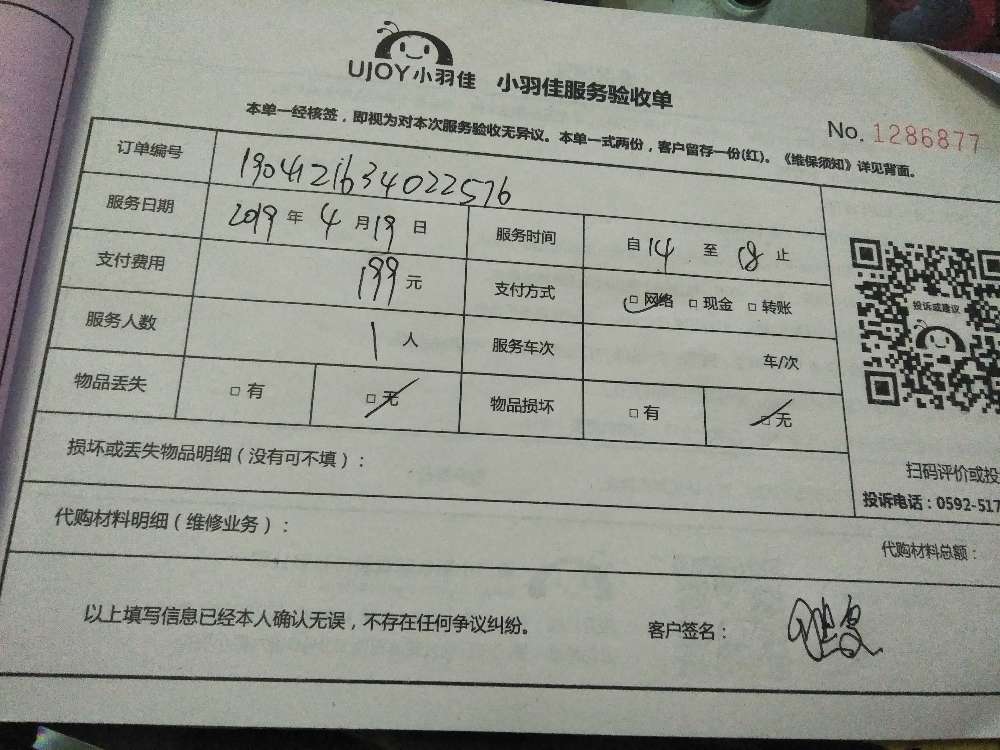 UJOY小羽佳 小羽佳服务验收单
本单一经核签，即视为对本次服务验收无异议。本单一式两份，客户留存一份(红)。《维保须知》详见背面。
No. 1286877
订单编号 1904121634022576
服务日期 2019 年 4 月 19 日 服务时间 自 14 至 18 止
支付费用 199 元 支付方式 □ 网络 □ 现金 □ 转账
服务人数 1 人 服务车次 车/次
物品丢失 □ 有 □ 无 物品损坏 □ 有 □ 无
投诉或建议
损坏或丢失物品明细（没有可不填）：
扫码评价或投
投诉电话：0592-517
代购材料明细（维修业务）：
代购材料总额：
以上填写信息已经本人确认无误，不存在任何争议纠纷。 客户签名：